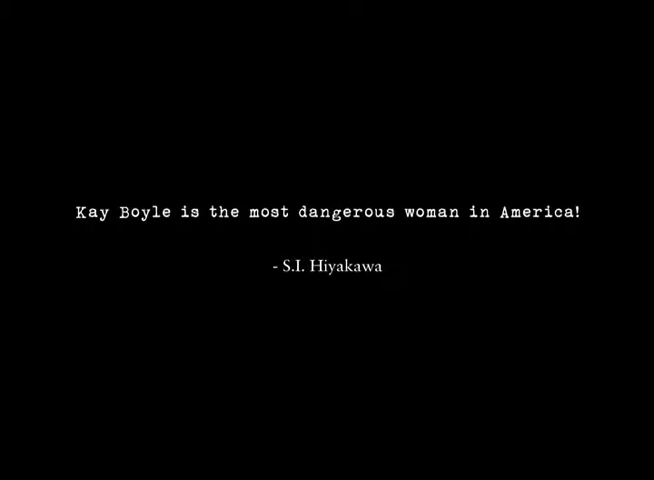 Kay Boyle is the most dangerous woman in America!
- S.I. Hiyakawa